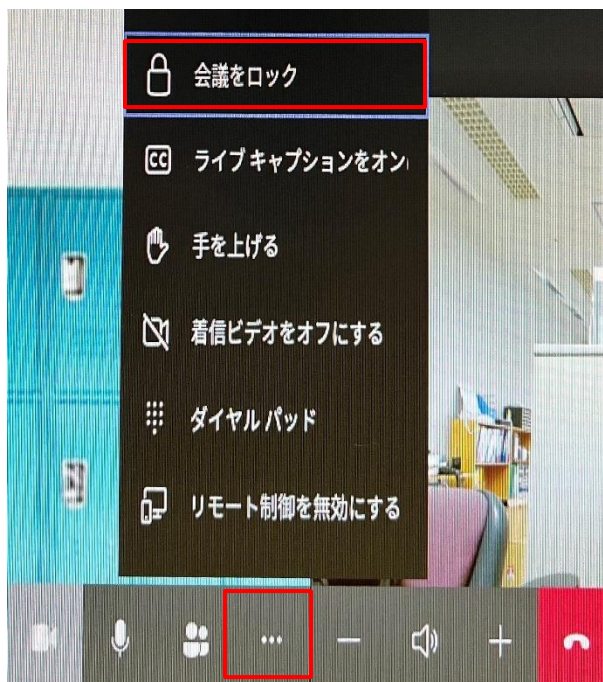 会議をロック
CC
ライブ キャプションをオン
手を上げる
着信ビデオをオフにする
ダイヤル パッド
リモート制御を無効にする